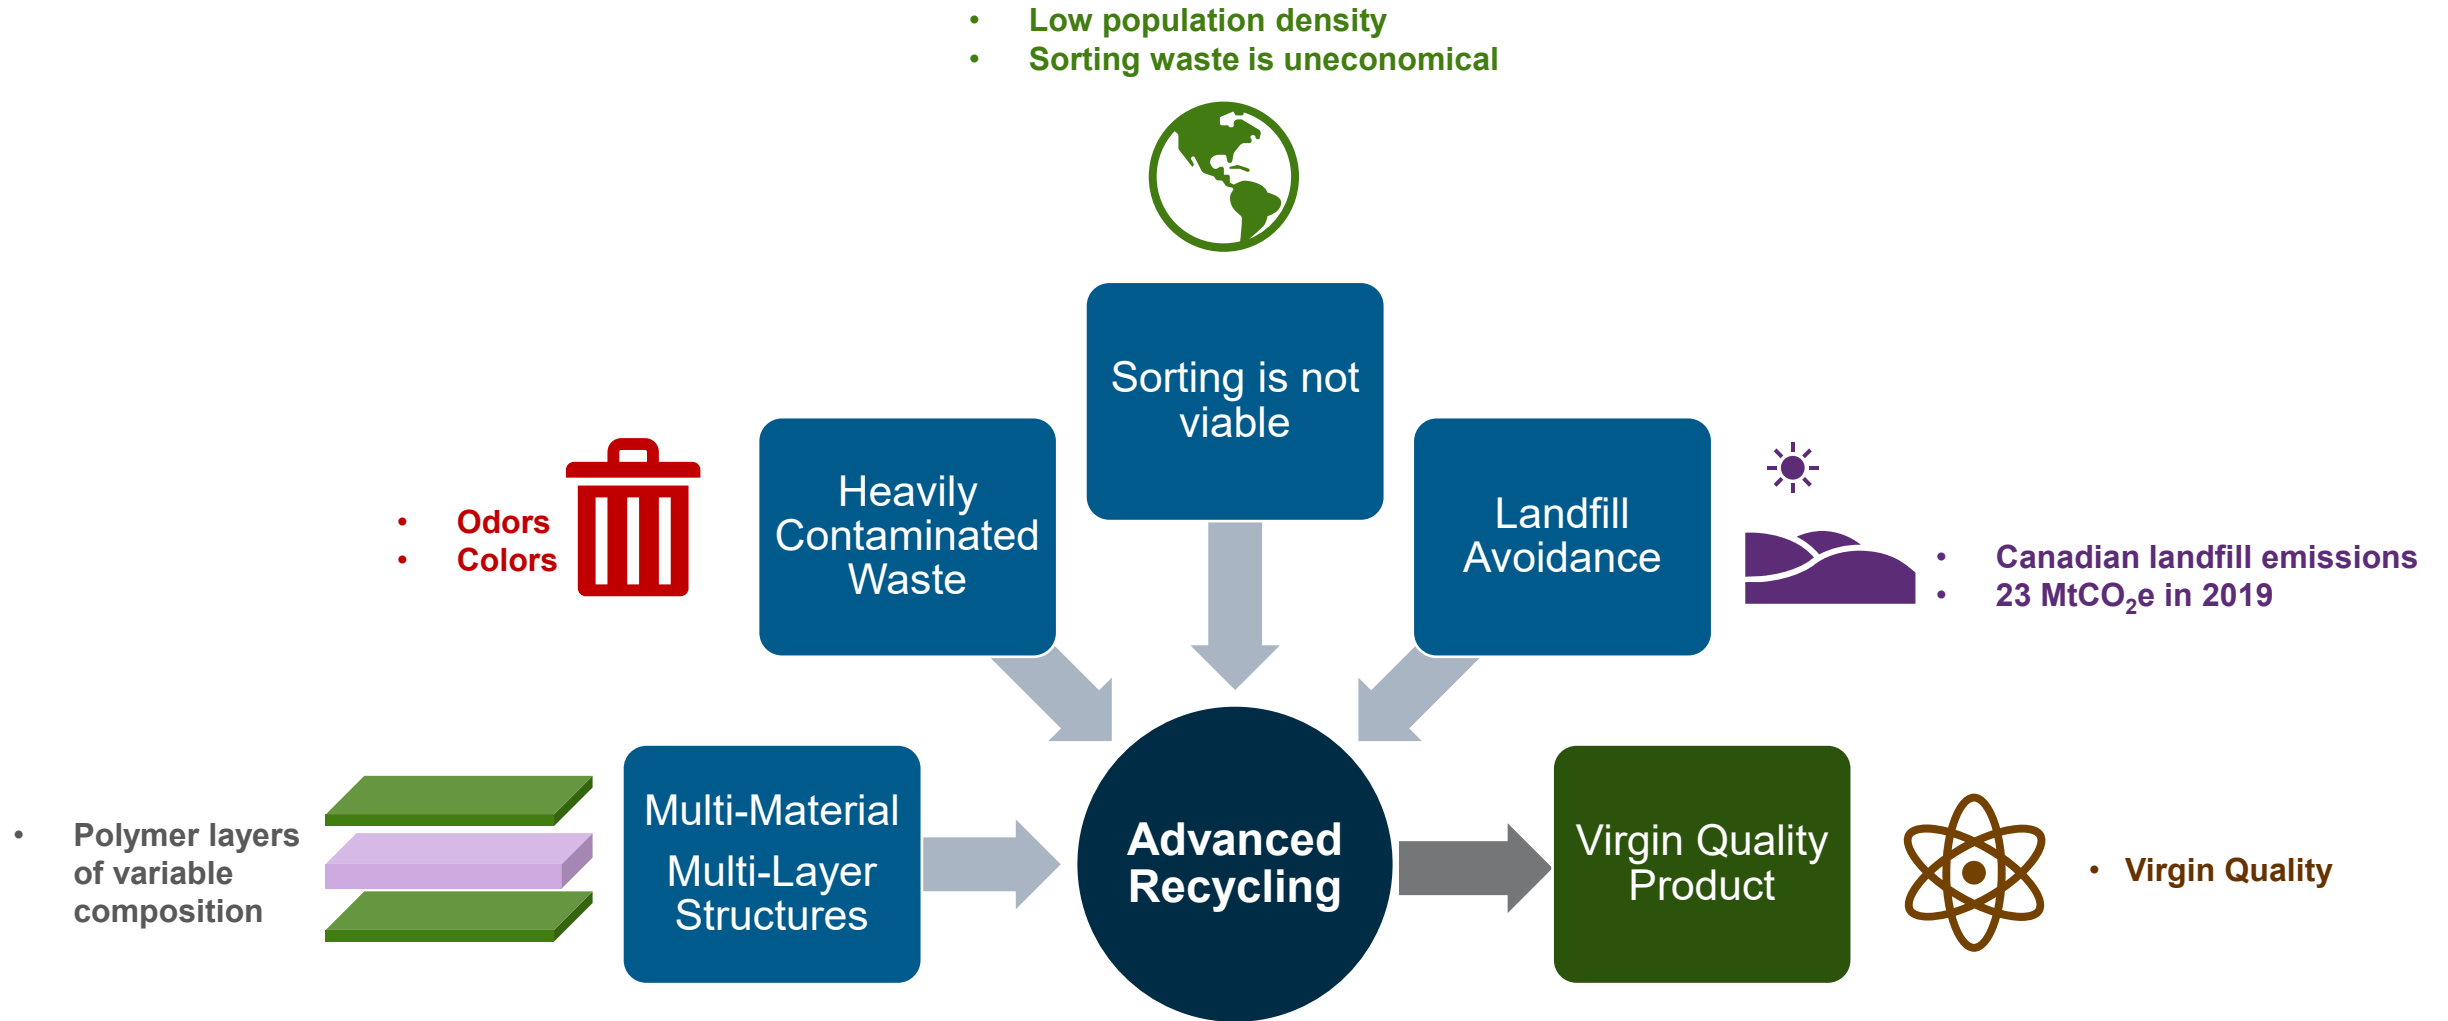 • Low population density
• Sorting waste is uneconomical
Sorting is not
viable
Heavily
Contaminated
Waste
• Odors
• Colors
Landfill
Avoidance
• Canadian landfill emissions
• 23 MtCO₂e in 2019
• Polymer layers
of variable
composition
Multi-Material
Multi-Layer
Structures
Advanced
Recycling
Virgin Quality
Product
• Virgin Quality